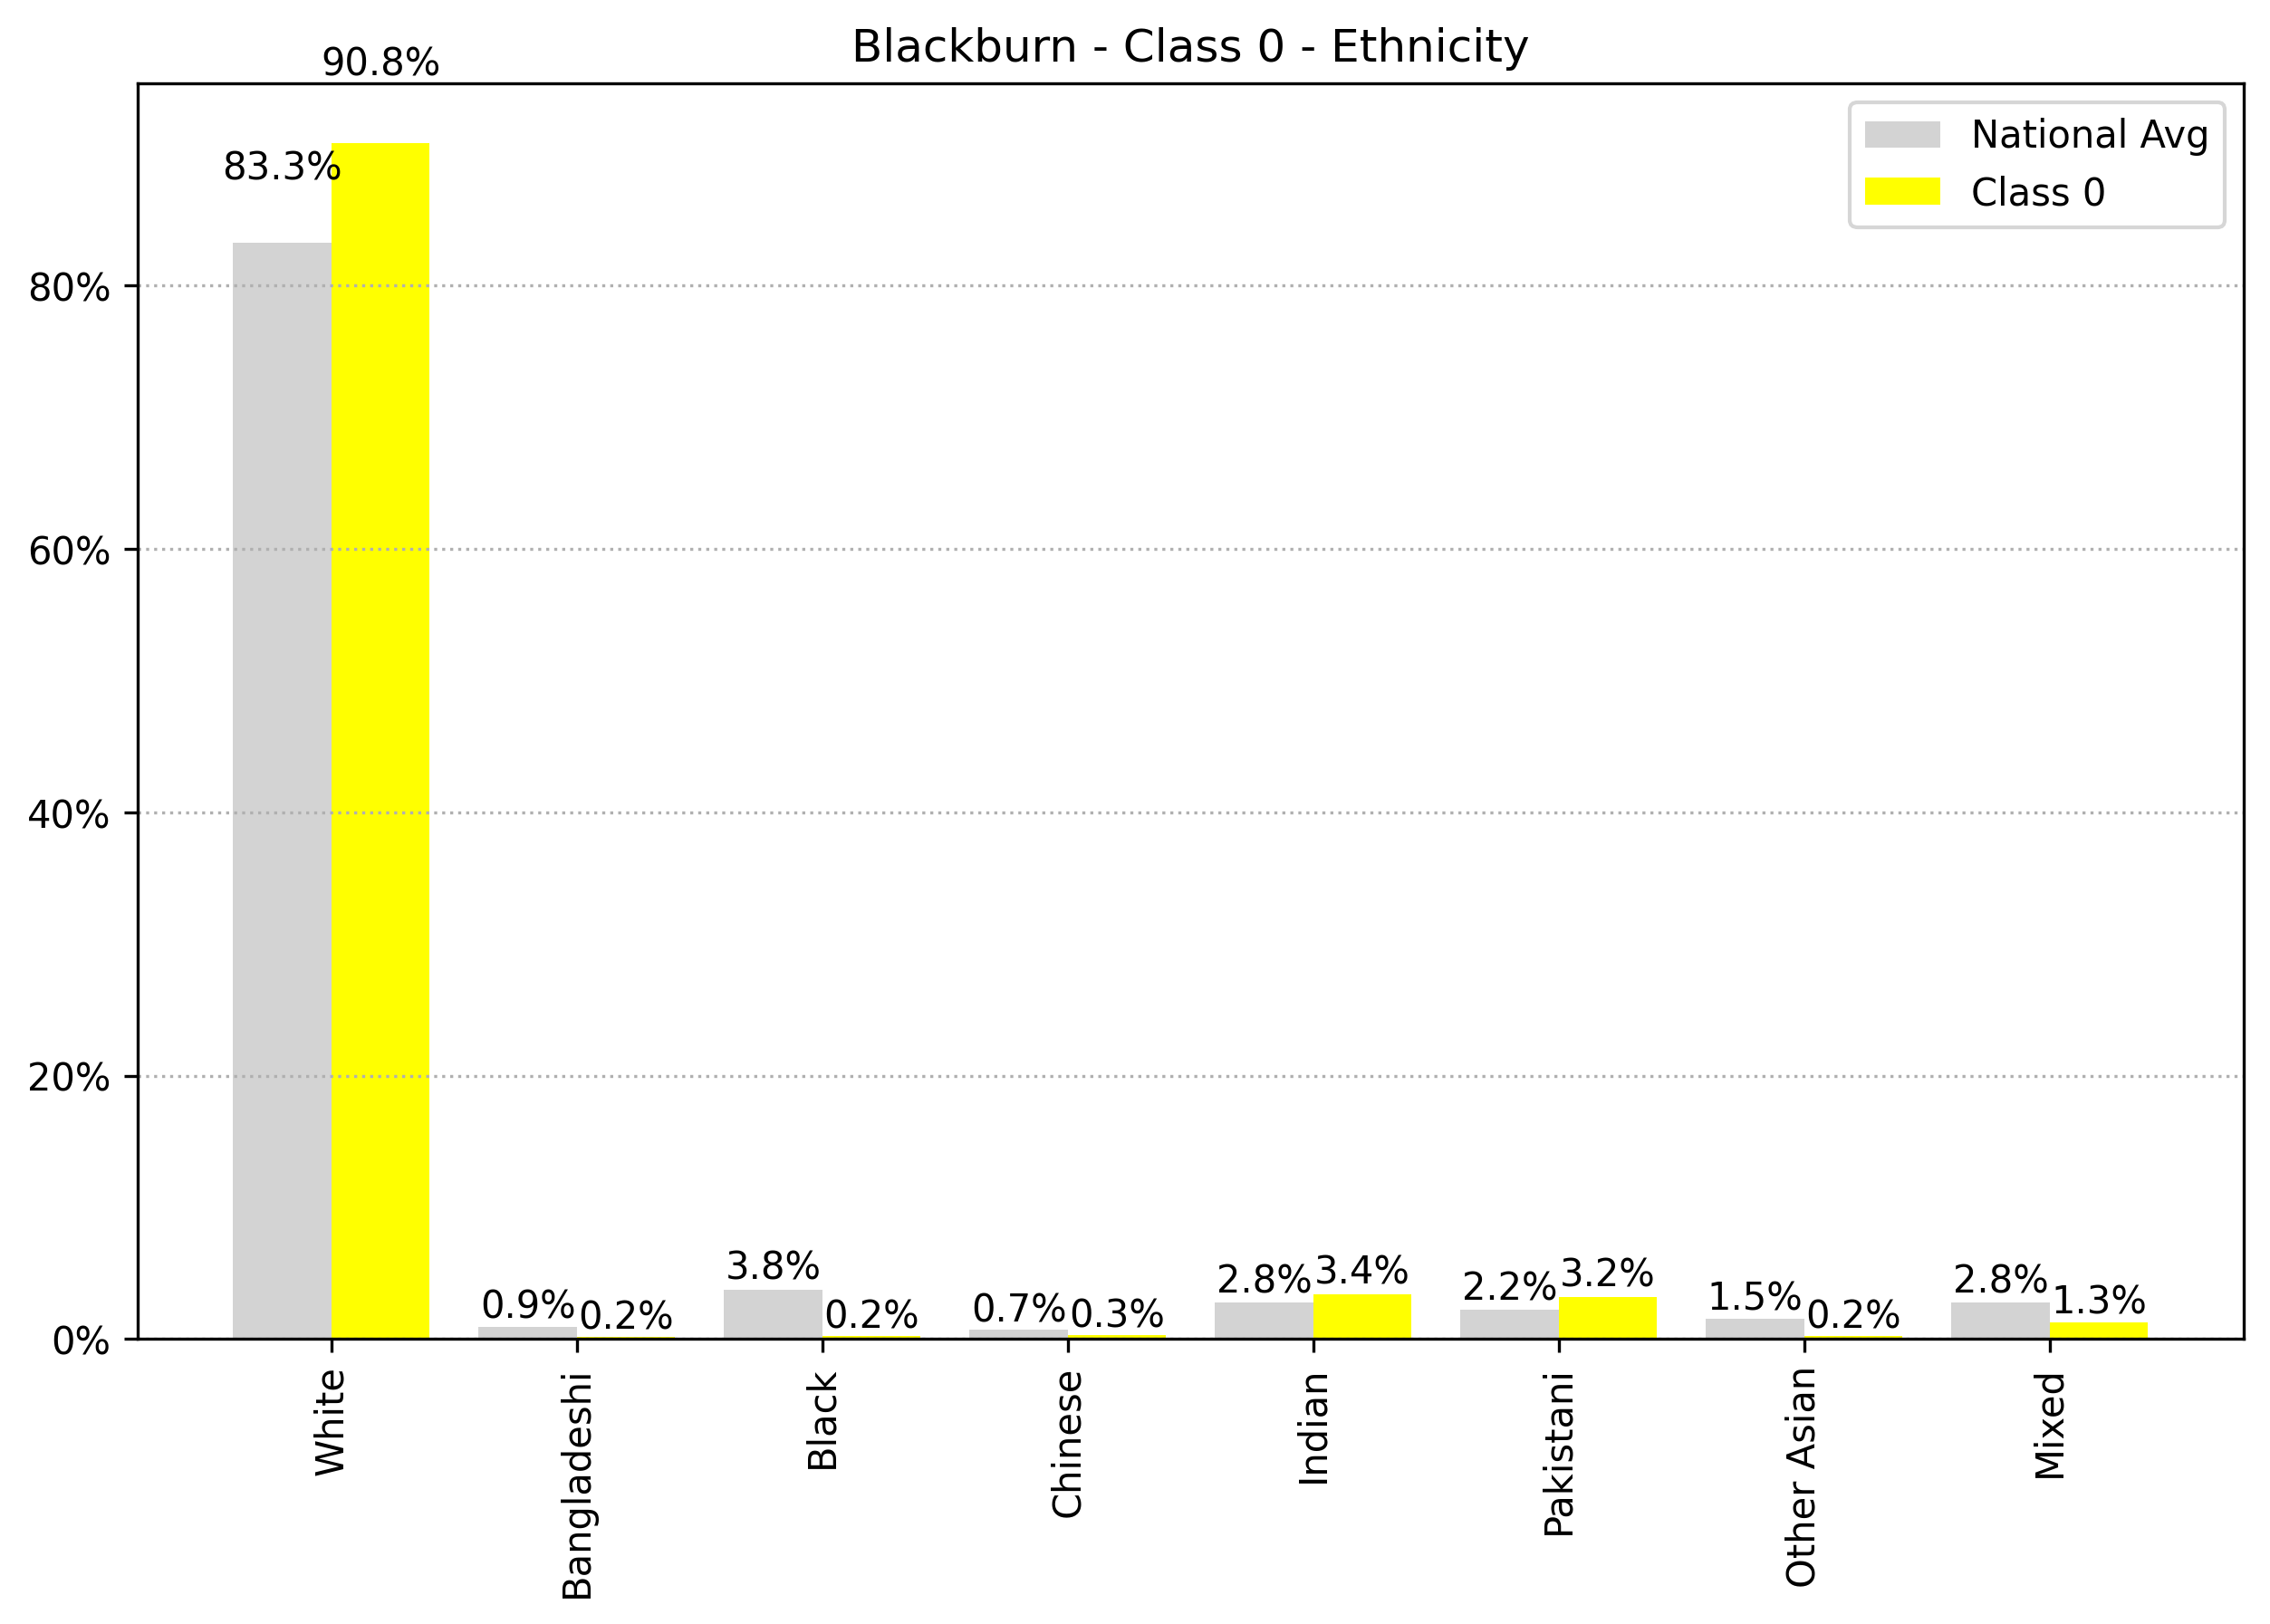 Blackburn - Class 0 - Ethnicity
90.8%
83.3%
National Avg
Class 0
80%
60%
40%
20%
0%
0.9%
0.2%
3.8%
0.2%
0.7%
0.3%
2.8%
3.4%
2.2%
3.2%
1.5%
0.2%
2.8%
1.3%
White
Bangladeshi
Black
Chinese
Indian
Pakistani
Other Asian
Mixed